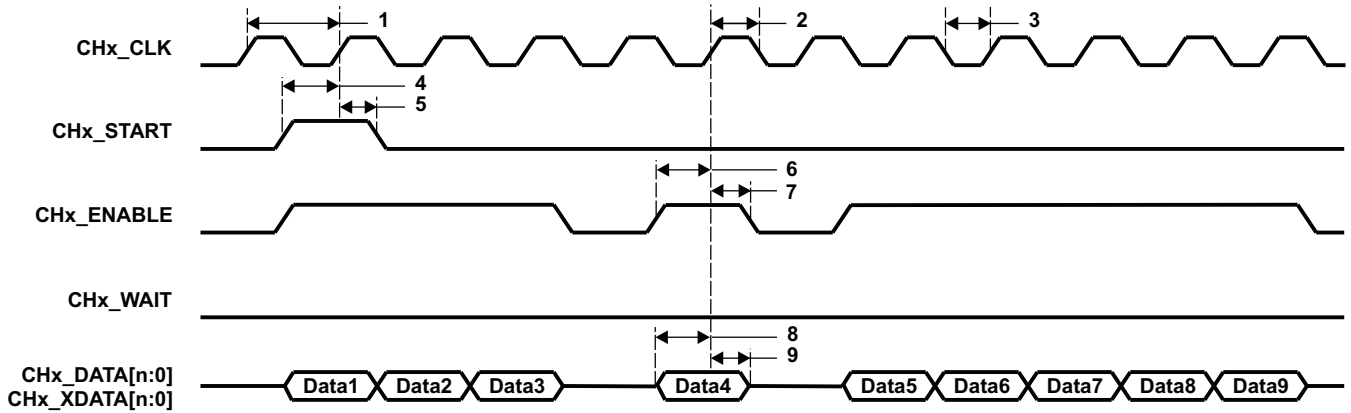 1
2
3
CHx_CLK
4
5
CHx_START
6
7
CHx_ENABLE
CHx_WAIT
8
9
CHx_DATA[n:0]
CHx_XDATA[n:0]
Data1 Data2 Data3 Data4 Data5 Data6 Data7 Data8 Data9